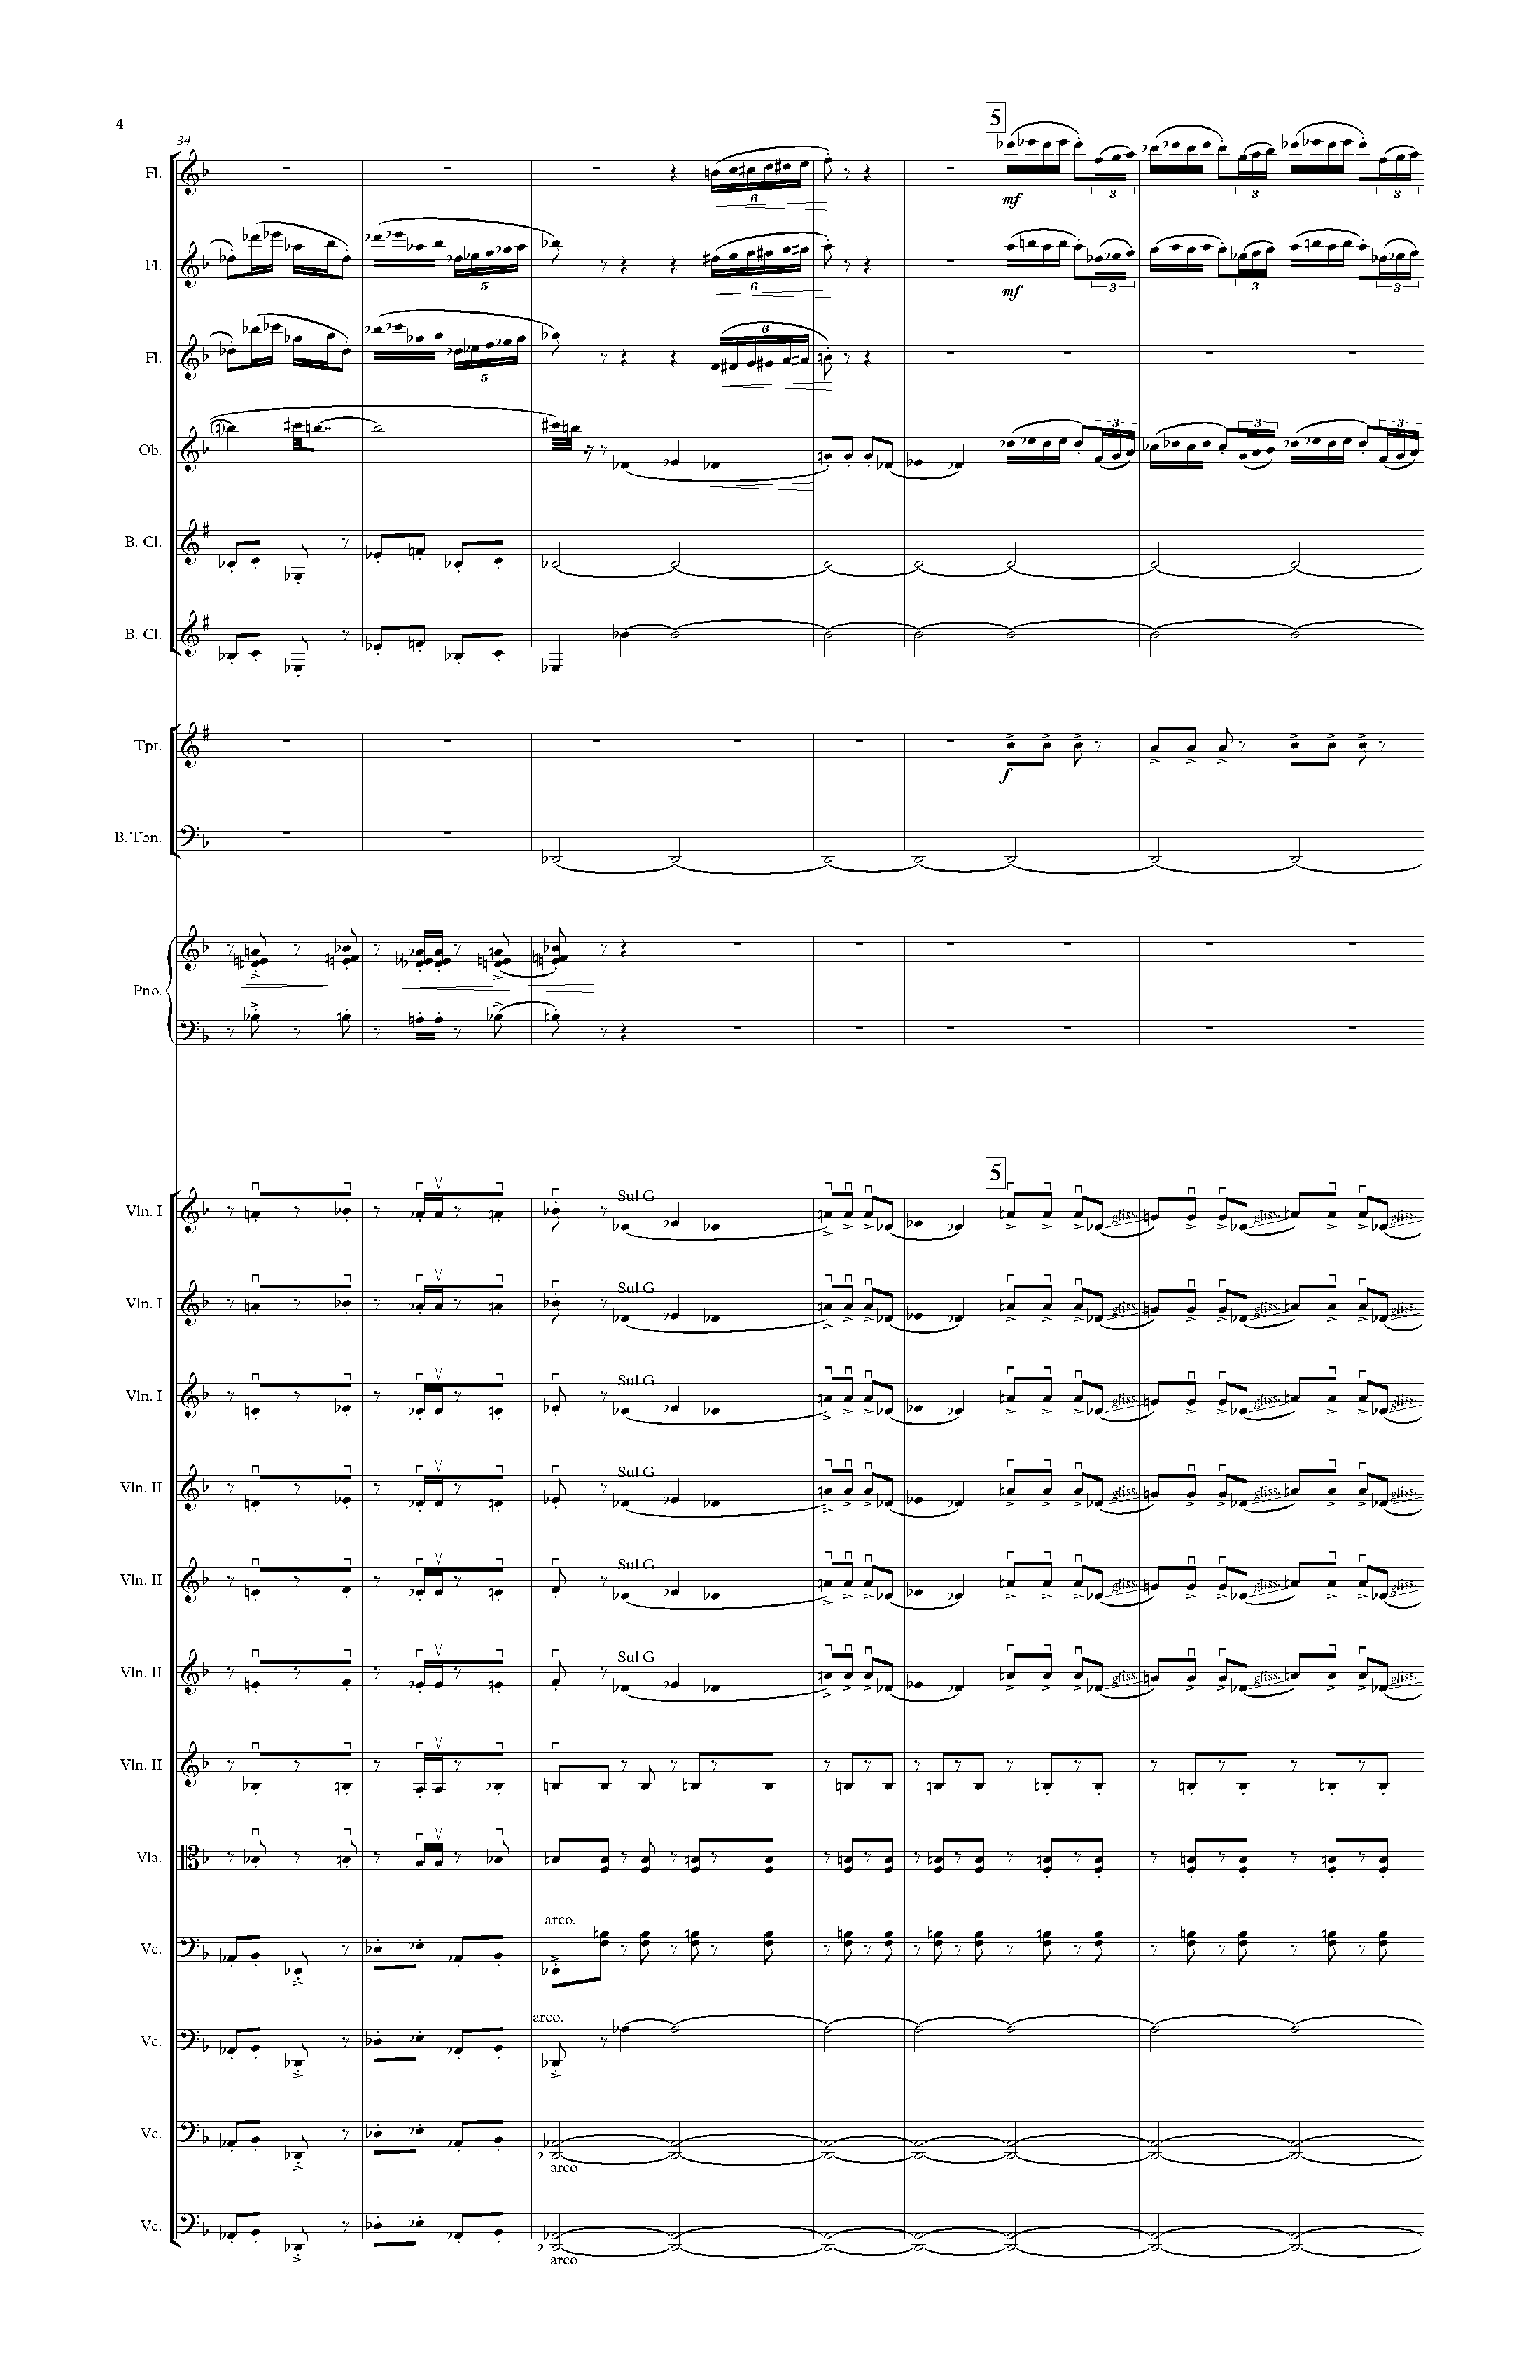 4
34
5
Fl.
6
mf
3
3
3
Fl.
5
6
mf
3
3
3
Fl.
5
6
Ob.
3
3
3
B. Cl.
B. Cl.
Tpt.
f
B. Tbn.
Pno.
5
Vln. I
Sul G
gliss.
gliss.
gliss.
Vln. I
Sul G
gliss.
gliss.
gliss.
Vln. I
Sul G
gliss.
gliss.
gliss.
Vln. II
Sul G
gliss.
gliss.
gliss.
Vln. II
Sul G
gliss.
gliss.
gliss.
Vln. II
Sul G
gliss.
gliss.
gliss.
Vln. II
Vla.
arco.
Vc.
arco.
Vc.
Vc.
arco
Vc.
arco